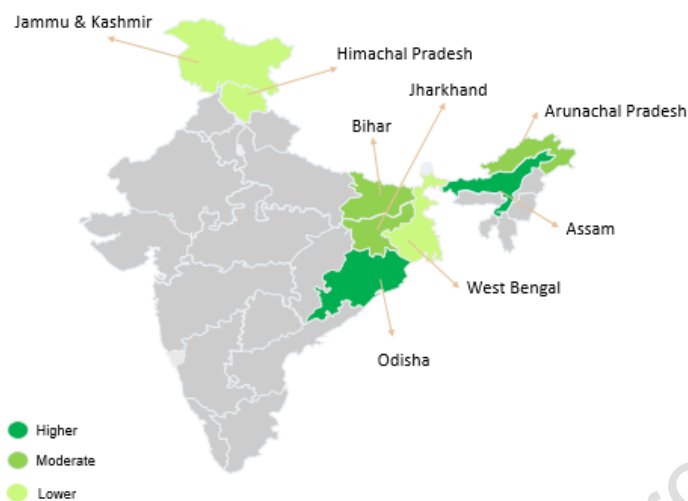 Jammu & Kashmir
Himachal Pradesh
Jharkhand
Arunachal Pradesh
Bihar
Assam
West Bengal
Odisha
Higher
Moderate
Lower